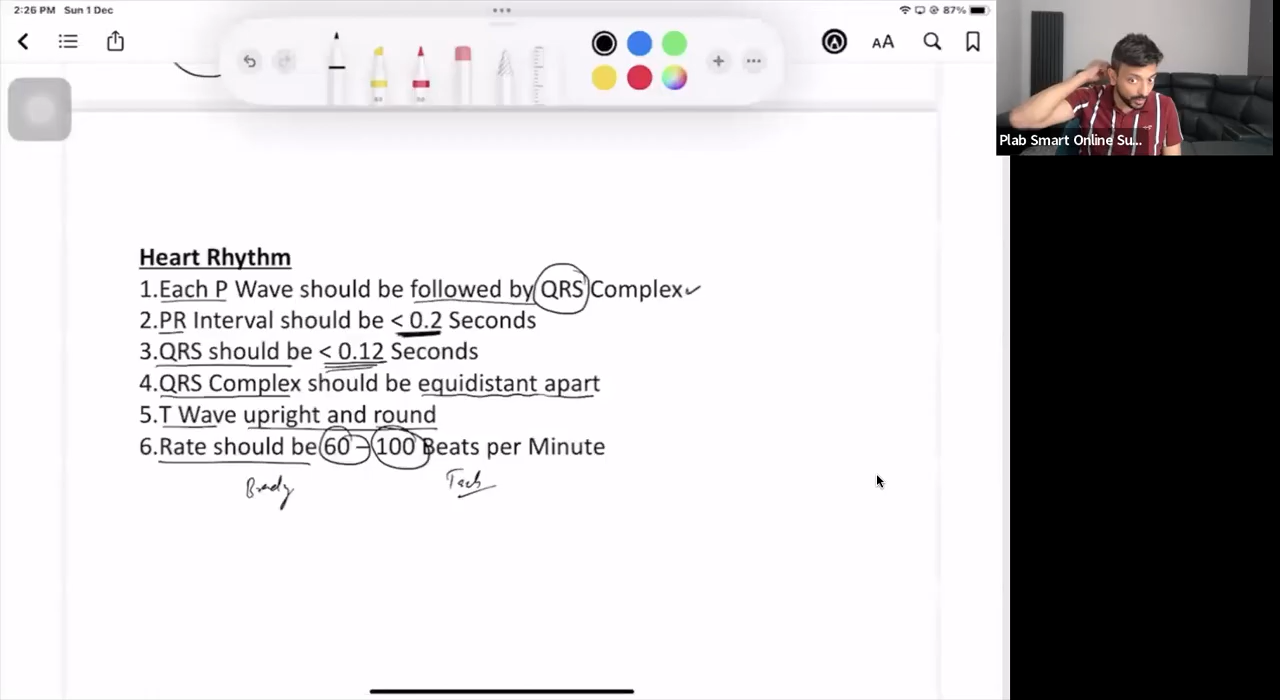 2:26 PM Sun 1 Dec
87%
AA
Plab Smart Online Su...
Heart Rhythm
1.Each P Wave should be followed by QRS Complex
2.PR Interval should be < 0.2 Seconds
3.QRS should be < 0.12 Seconds
4.QRS Complex should be equidistant apart
5.T Wave upright and round
6.Rate should be 60 – 100 Beats per Minute
Brady Tach